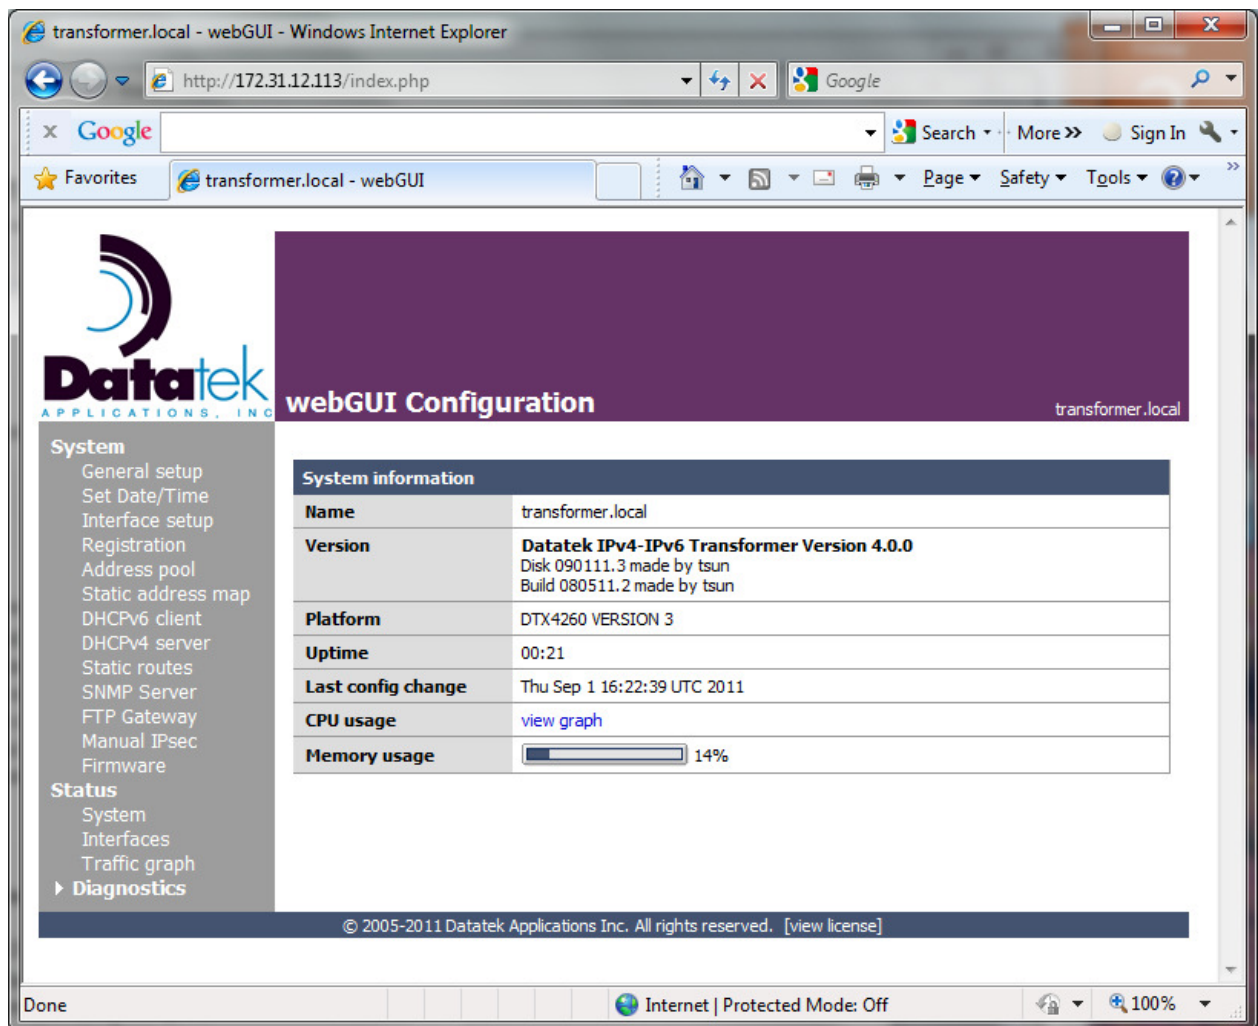 transformer.local - webGUI - Windows Internet Explorer
http://172.31.12.113/index.php
Google
x Google Search More >> Sign In
Favorites transformer.local - webGUI Page Safety Tools >>
Datatek
APPLICATIONS, INC
webGUI Configuration
transformer.local
System
General setup
Set Date/Time
Interface setup
Registration
Address pool
Static address map
DHCPv6 client
DHCPv4 server
Static routes
SNMP Server
FTP Gateway
Manual IPsec
Firmware
Status
System
Interfaces
Traffic graph
Diagnostics
System information
Name transformer.local
Version Datatek IPv4-IPv6 Transformer Version 4.0.0
Disk 090111.3 made by tsun
Build 080511.2 made by tsun
Platform DTX4260 VERSION 3
Uptime 00:21
Last config change Thu Sep 1 16:22:39 UTC 2011
CPU usage view graph
Memory usage 14%
© 2005-2011 Datatek Applications Inc. All rights reserved. [view license]
Done Internet | Protected Mode: Off 100%